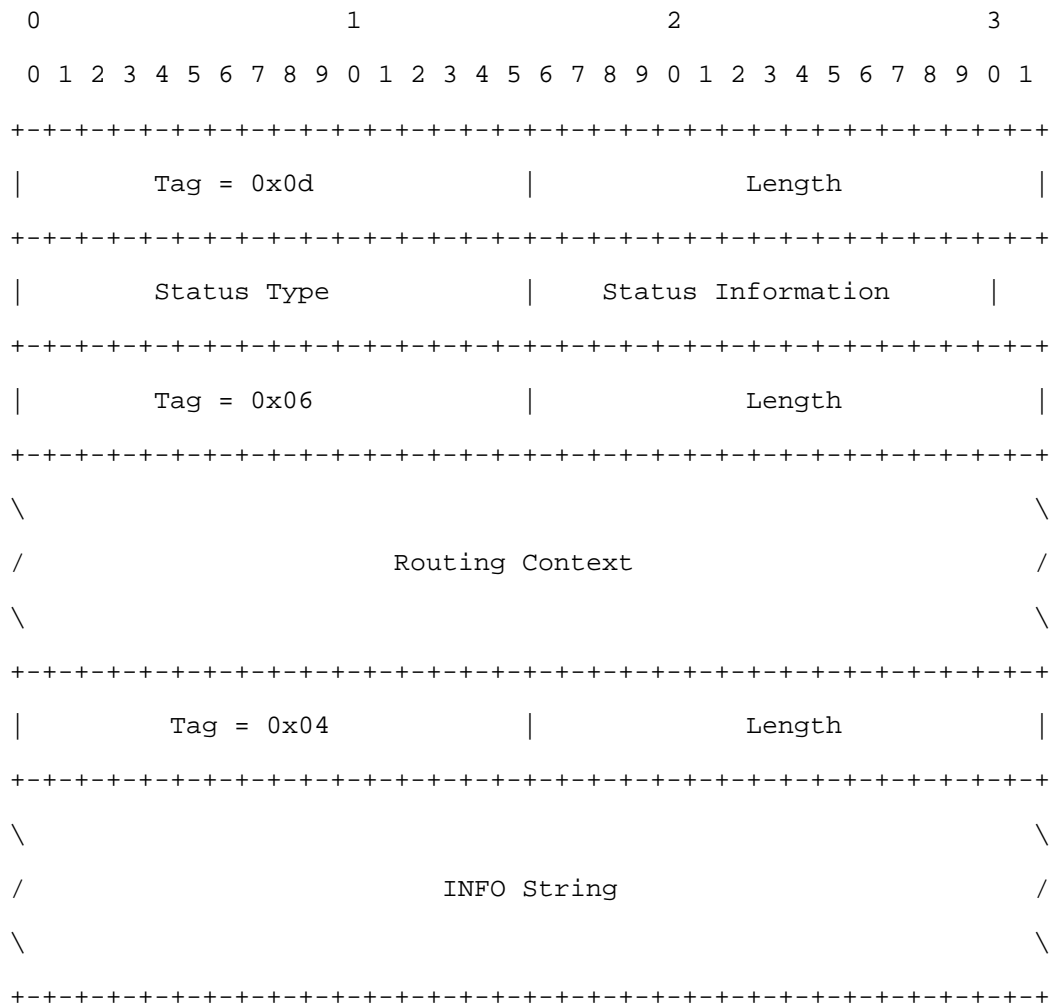 0                   1                   2                   3
 0 1 2 3 4 5 6 7 8 9 0 1 2 3 4 5 6 7 8 9 0 1 2 3 4 5 6 7 8 9 0 1
+-+-+-+-+-+-+-+-+-+-+-+-+-+-+-+-+-+-+-+-+-+-+-+-+-+-+-+-+-+-+-+-+
|        Tag = 0x0d            |             Length            |
+-+-+-+-+-+-+-+-+-+-+-+-+-+-+-+-+-+-+-+-+-+-+-+-+-+-+-+-+-+-+-+-+
|        Status Type            |    Status Information      |
+-+-+-+-+-+-+-+-+-+-+-+-+-+-+-+-+-+-+-+-+-+-+-+-+-+-+-+-+-+-+-+-+
|        Tag = 0x06             |             Length            |
+-+-+-+-+-+-+-+-+-+-+-+-+-+-+-+-+-+-+-+-+-+-+-+-+-+-+-+-+-+-+-+-+
\                                                               \
/                       Routing Context                         /
\                                                               \
+-+-+-+-+-+-+-+-+-+-+-+-+-+-+-+-+-+-+-+-+-+-+-+-+-+-+-+-+-+-+-+-+
|         Tag = 0x04            |             Length            |
+-+-+-+-+-+-+-+-+-+-+-+-+-+-+-+-+-+-+-+-+-+-+-+-+-+-+-+-+-+-+-+-+
\                                                               \
/                          INFO String                          /
\                                                               \
+-+-+-+-+-+-+-+-+-+-+-+-+-+-+-+-+-+-+-+-+-+-+-+-+-+-+-+-+-+-+-+-+